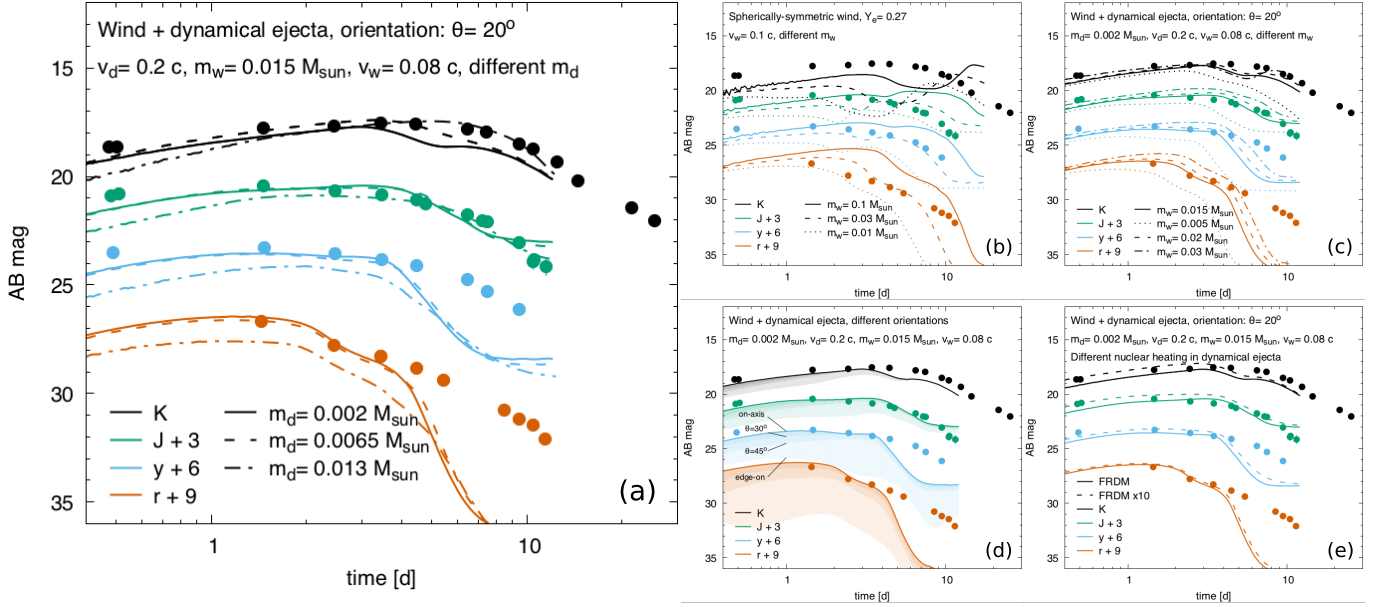 Wind + dynamical ejecta, orientation: θ= 20°
v_d= 0.2 c, m_w= 0.015 M_sun, v_w= 0.08 c, different m_d
15
20
25
30
35
AB mag
K
J + 3
y + 6
r + 9
m_d= 0.002 M_sun
m_d= 0.0065 M_sun
m_d= 0.013 M_sun
(a)
1
10
time [d]
Spherically-symmetric wind, Y_e= 0.27
v_w= 0.1 c, different m_w
15
20
25
30
35
AB mag
K
J + 3
y + 6
r + 9
m_w= 0.1 M_sun
m_w= 0.03 M_sun
m_w= 0.01 M_sun
(b)
1
10
time [d]
Wind + dynamical ejecta, orientation: θ= 20°
m_d= 0.002 M_sun, v_d= 0.2 c, v_w= 0.08 c, different m_w
15
20
25
30
35
AB mag
K
J + 3
y + 6
r + 9
m_w= 0.015 M_sun
m_w= 0.005 M_sun
m_w= 0.02 M_sun
m_w= 0.03 M_sun
(c)
1
10
time [d]
Wind + dynamical ejecta, different orientations
m_d= 0.002 M_sun, v_d= 0.2 c, m_w= 0.015 M_sun, v_w= 0.08 c
15
20
25
30
35
AB mag
on-axis
θ=30°
θ=45°
edge-on
K
J + 3
y + 6
r + 9
(d)
1
10
time [d]
Wind + dynamical ejecta, orientation: θ= 20°
m_d= 0.002 M_sun, v_d= 0.2 c, m_w= 0.015 M_sun, v_w= 0.08 c
Different nuclear heating in dynamical ejecta
15
20
25
30
35
AB mag
FRDM
FRDM x10
K
J + 3
y + 6
r + 9
(e)
1
10
time [d]